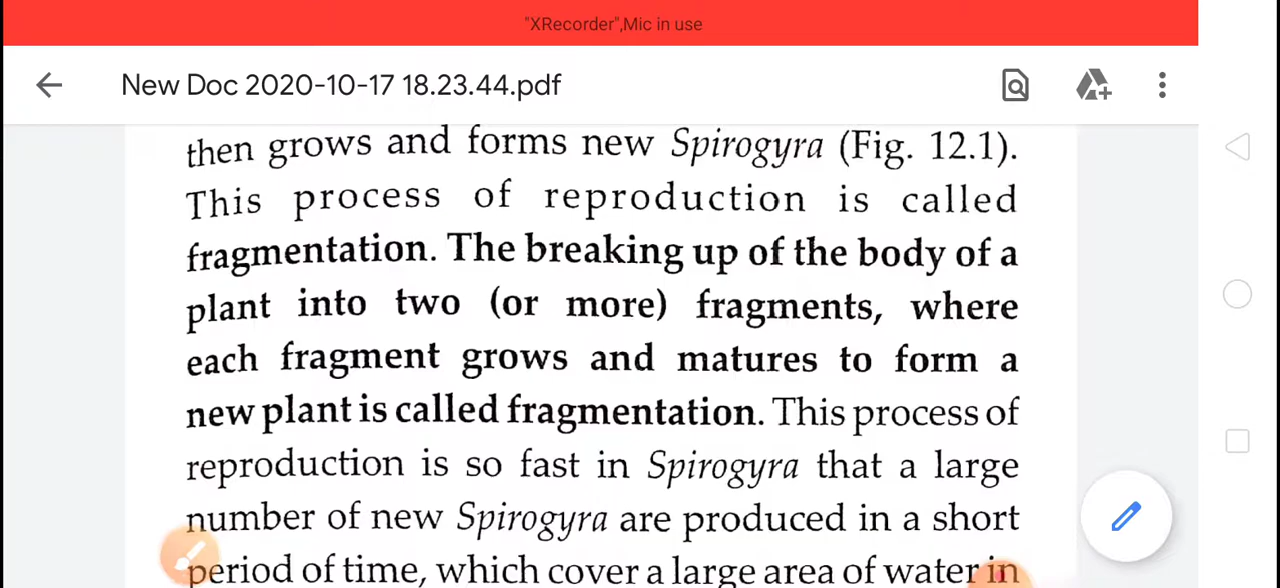 "XRecorder",Mic in use
New Doc 2020-10-17 18.23.44.pdf
then grows and forms new Spirogyra (Fig. 12.1).
This process of reproduction is called
fragmentation. The breaking up of the body of a
plant into two (or more) fragments, where
each fragment grows and matures to form a
new plant is called fragmentation. This process of
reproduction is so fast in Spirogyra that a large
number of new Spirogyra are produced in a short
period of time, which cover a large area of water in